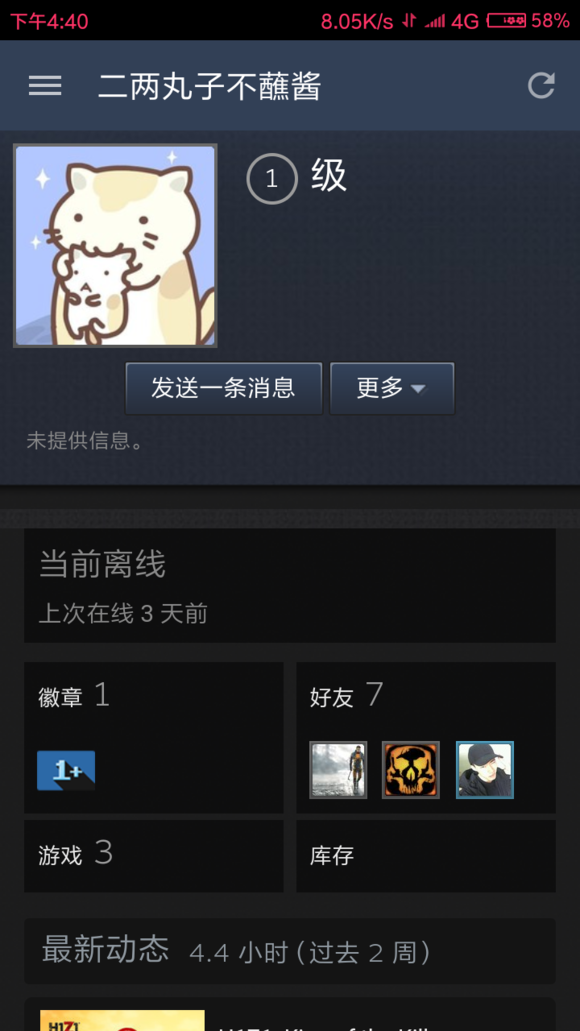 下午4:40
8.05K/s 4G 58%
二两丸子不蘸酱
1 级
发送一条消息
更多
未提供信息。
当前离线
上次在线 3 天前
徽章 1
好友 7
1+
游戏 3
库存
最新动态 4.4 小时 (过去 2 周)
H1Z1